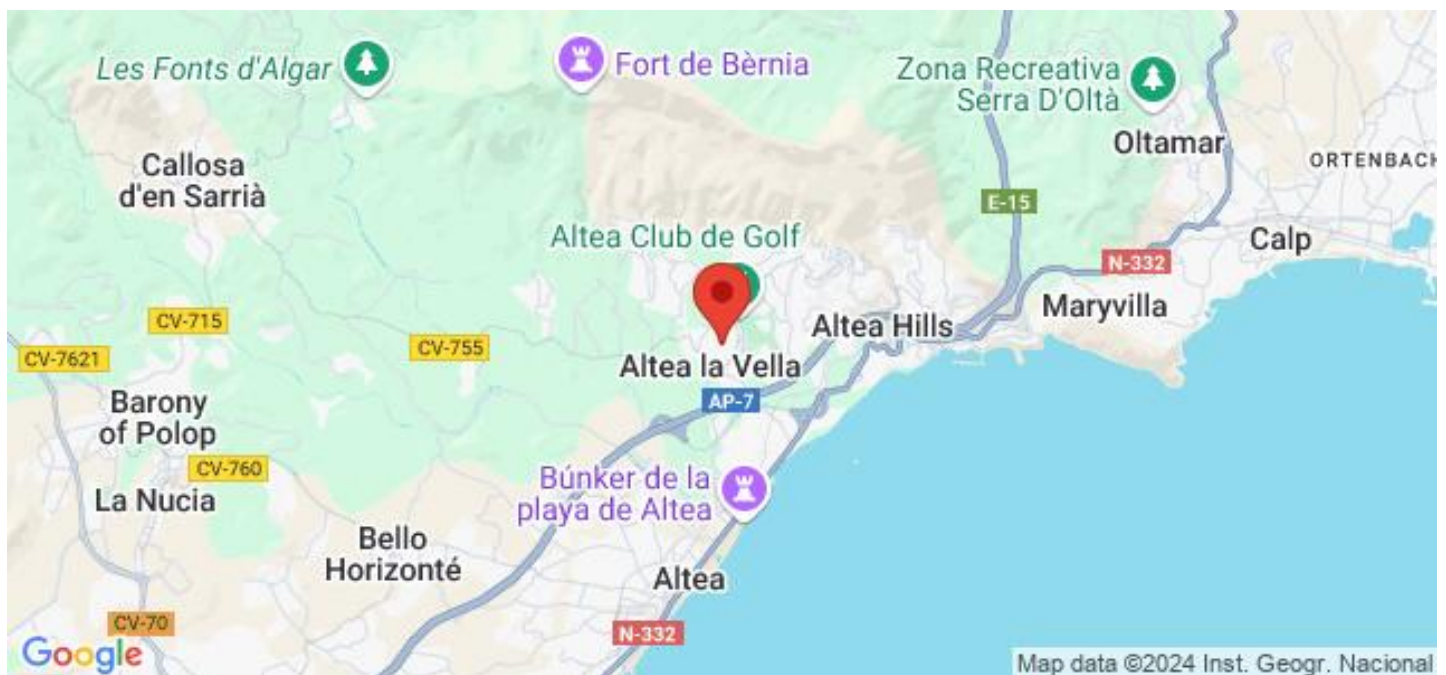 Les Fonts d'Algar
Fort de Bèrnia
Zona Recreativa
Serra D'Oltà
Oltamar
ORTENBACH
Callosa
d'en Sarrià
E-15
Altea Club de Golf
Calp
N-332
Maryvilla
CV-715
Altea Hills
CV-7621
CV-755
Altea la Vella
AP-7
Barony
of Polop
CV-760
La Nucia
Búnker de la
playa de Altea
Bello
Horizonté
Altea
CV-70
N-332
Google
Map data ©2024 Inst. Geogr. Nacional